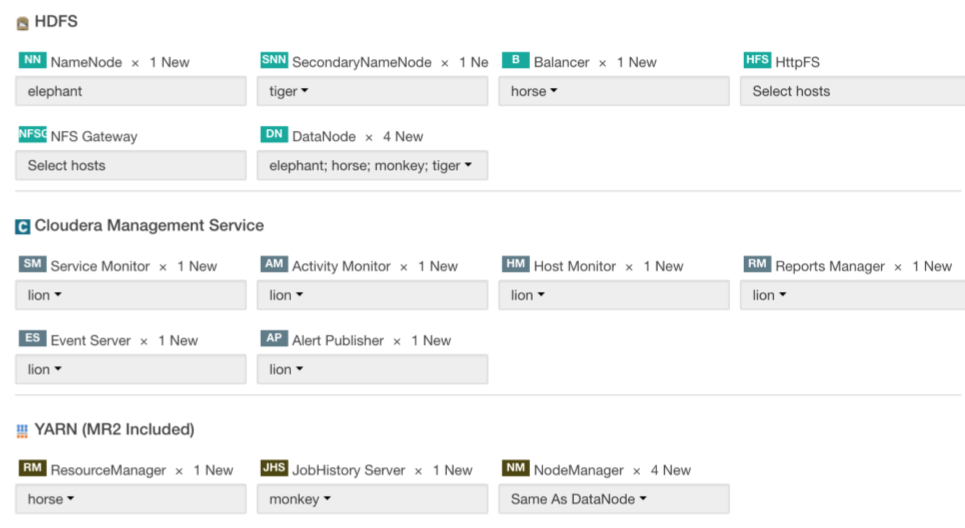 HDFS
NN NameNode × 1 New SNN SecondaryNameNode × 1 Ne B Balancer × 1 New HFS HttpFS
elephant tiger horse Select hosts
NFSG NFS Gateway DN DataNode × 4 New
Select hosts elephant; horse; monkey; tiger
C Cloudera Management Service
SM Service Monitor × 1 New AM Activity Monitor × 1 New HM Host Monitor × 1 New RM Reports Manager × 1 New
lion lion lion lion
ES Event Server × 1 New AP Alert Publisher × 1 New
lion lion
YARN (MR2 Included)
RM ResourceManager × 1 New JHS JobHistory Server × 1 New NM NodeManager × 4 New
horse monkey Same As DataNode